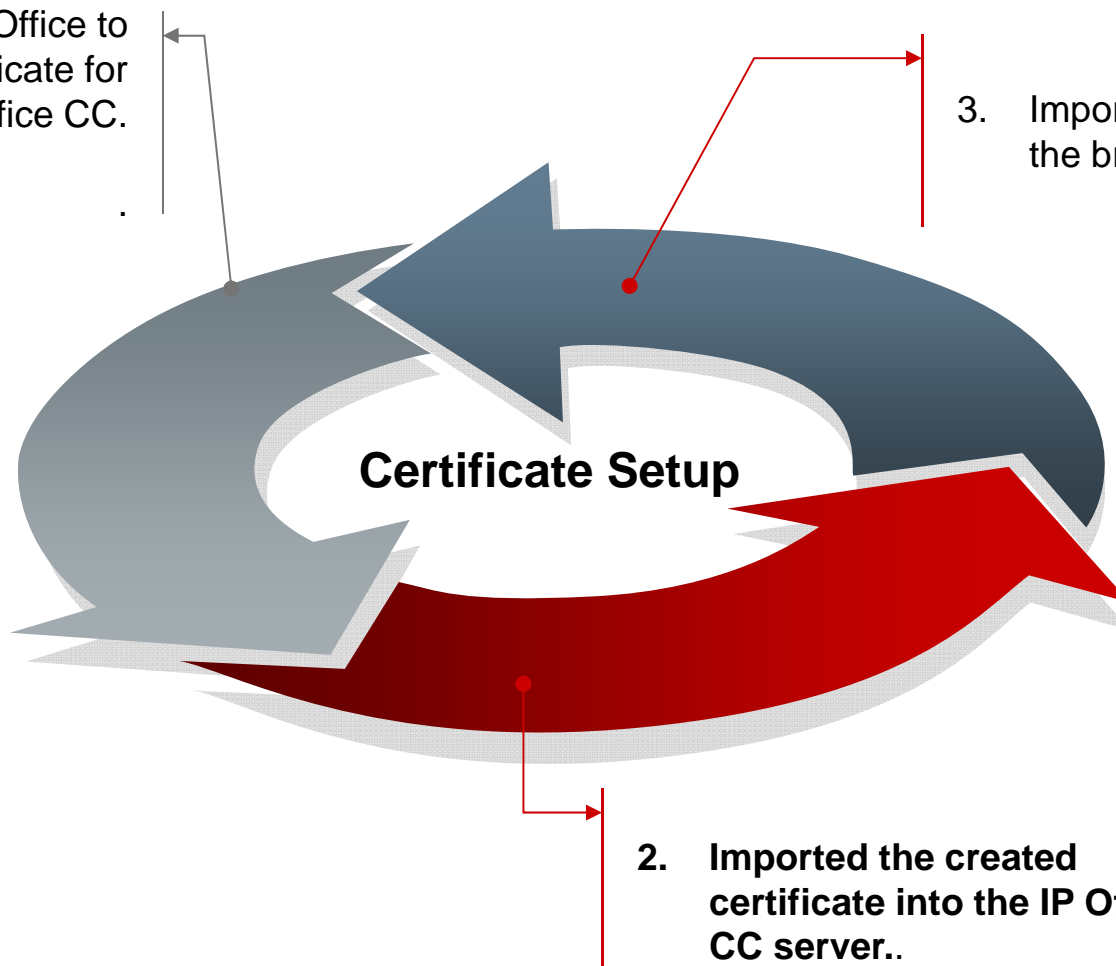 Office to
icate for
fice CC.
.
3. Impor
the br
Certificate Setup
2. Imported the created
certificate into the IP Of
CC server..